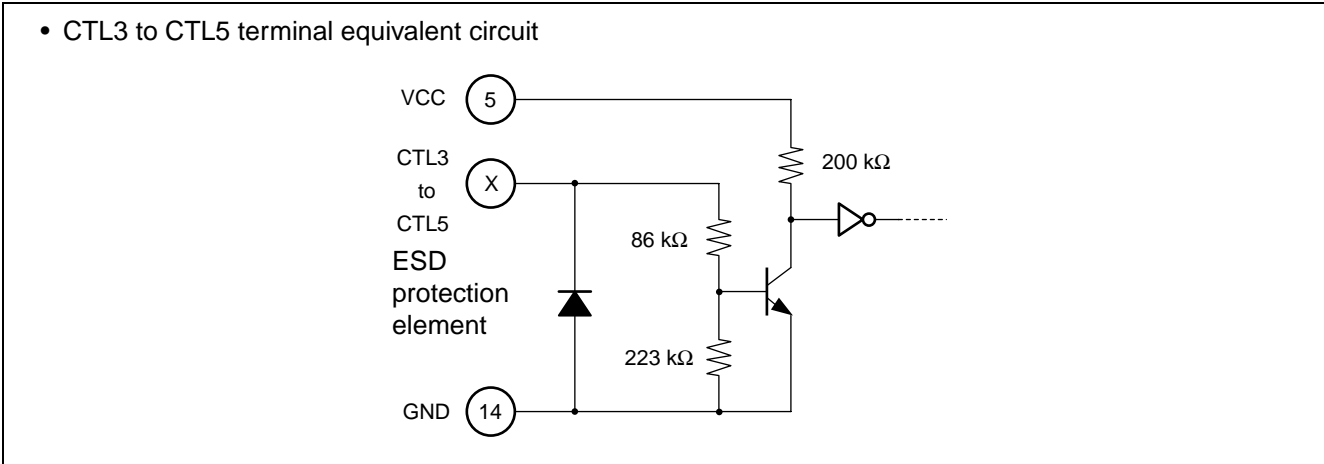 • CTL3 to CTL5 terminal equivalent circuit
VCC
5
200 kΩ
CTL3
to
CTL5
X
86 kΩ
ESD
protection
element
223 kΩ
GND
14